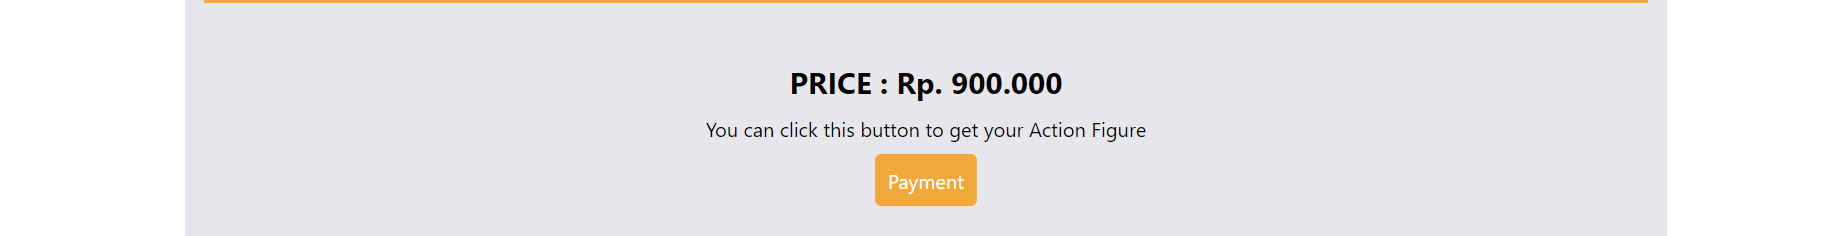 PRICE : Rp. 900.000
You can click this button to get your Action Figure
Payment